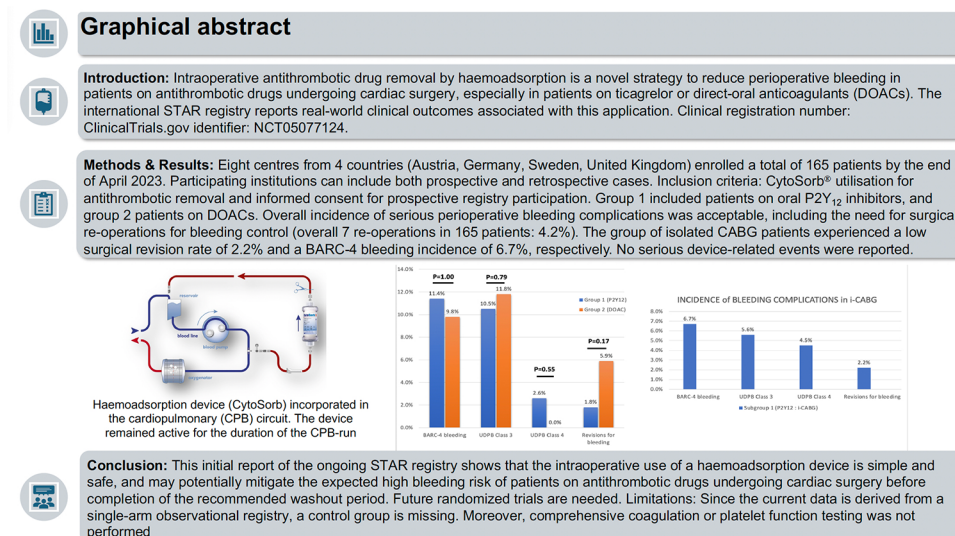 Graphical abstract
Introduction: Intraoperative antithrombotic drug removal by haemoadsorption is a novel strategy to reduce perioperative bleeding in
patients on antithrombotic drugs undergoing cardiac surgery, especially in patients on ticagrelor or direct-oral anticoagulants (DOACs). The
international STAR registry reports real-world clinical outcomes associated with this application. Clinical registration number:
ClinicalTrials.gov identifier: NCT05077124.
Methods & Results: Eight centres from 4 countries (Austria, Germany, Sweden, United Kingdom) enrolled a total of 165 patients by the end
of April 2023. Participating institutions can include both prospective and retrospective cases. Inclusion criteria: CytoSorb® utilisation for
antithrombotic removal and informed consent for prospective registry participation. Group 1 included patients on oral P2Y12 inhibitors, and
group 2 patients on DOACs. Overall incidence of serious perioperative bleeding complications was acceptable, including the need for surgica
re-operations for bleeding control (overall 7 re-operations in 165 patients: 4.2%). The group of isolated CABG patients experienced a low
surgical revision rate of 2.2% and a BARC-4 bleeding incidence of 6.7%, respectively. No serious device-related events were reported.
reservoir
blood line
blood pump
oxygenator
Haemoadsorption device (CytoSorb) incorporated in
the cardiopulmonary (CPB) circuit. The device
remained active for the duration of the CPB-run
14.0%
12.0%
10.0%
8.0%
6.0%
4.0%
2.0%
0.0%
P=1.00
P=0.79
P=0.55
P=0.17
11.4%
9.8%
10.5%
11.8%
2.6%
0.0%
1.8%
5.9%
Group 1 (P2Y12)
Group 2 (DOAC)
BARC-4 bleeding
UDPB Class 3
UDPB Class 4
Revisions for
bleeding
INCIDENCE of BLEEDING COMPLICATIONS in i-CABG
8.0%
7.0%
6.0%
5.0%
4.0%
3.0%
2.0%
1.0%
0.0%
6.7%
5.6%
4.5%
2.2%
BARC-4 bleeding
UDPB Class 3
UDPB Class 4
Revisions for bleeding
Subgroup 1 (P2Y12 : i-CABG)
Conclusion: This initial report of the ongoing STAR registry shows that the intraoperative use of a haemoadsorption device is simple and
safe, and may potentially mitigate the expected high bleeding risk of patients on antithrombotic drugs undergoing cardiac surgery before
completion of the recommended washout period. Future randomized trials are needed. Limitations: Since the current data is derived from a
single-arm observational registry, a control group is missing. Moreover, comprehensive coagulation or platelet function testing was not
performed